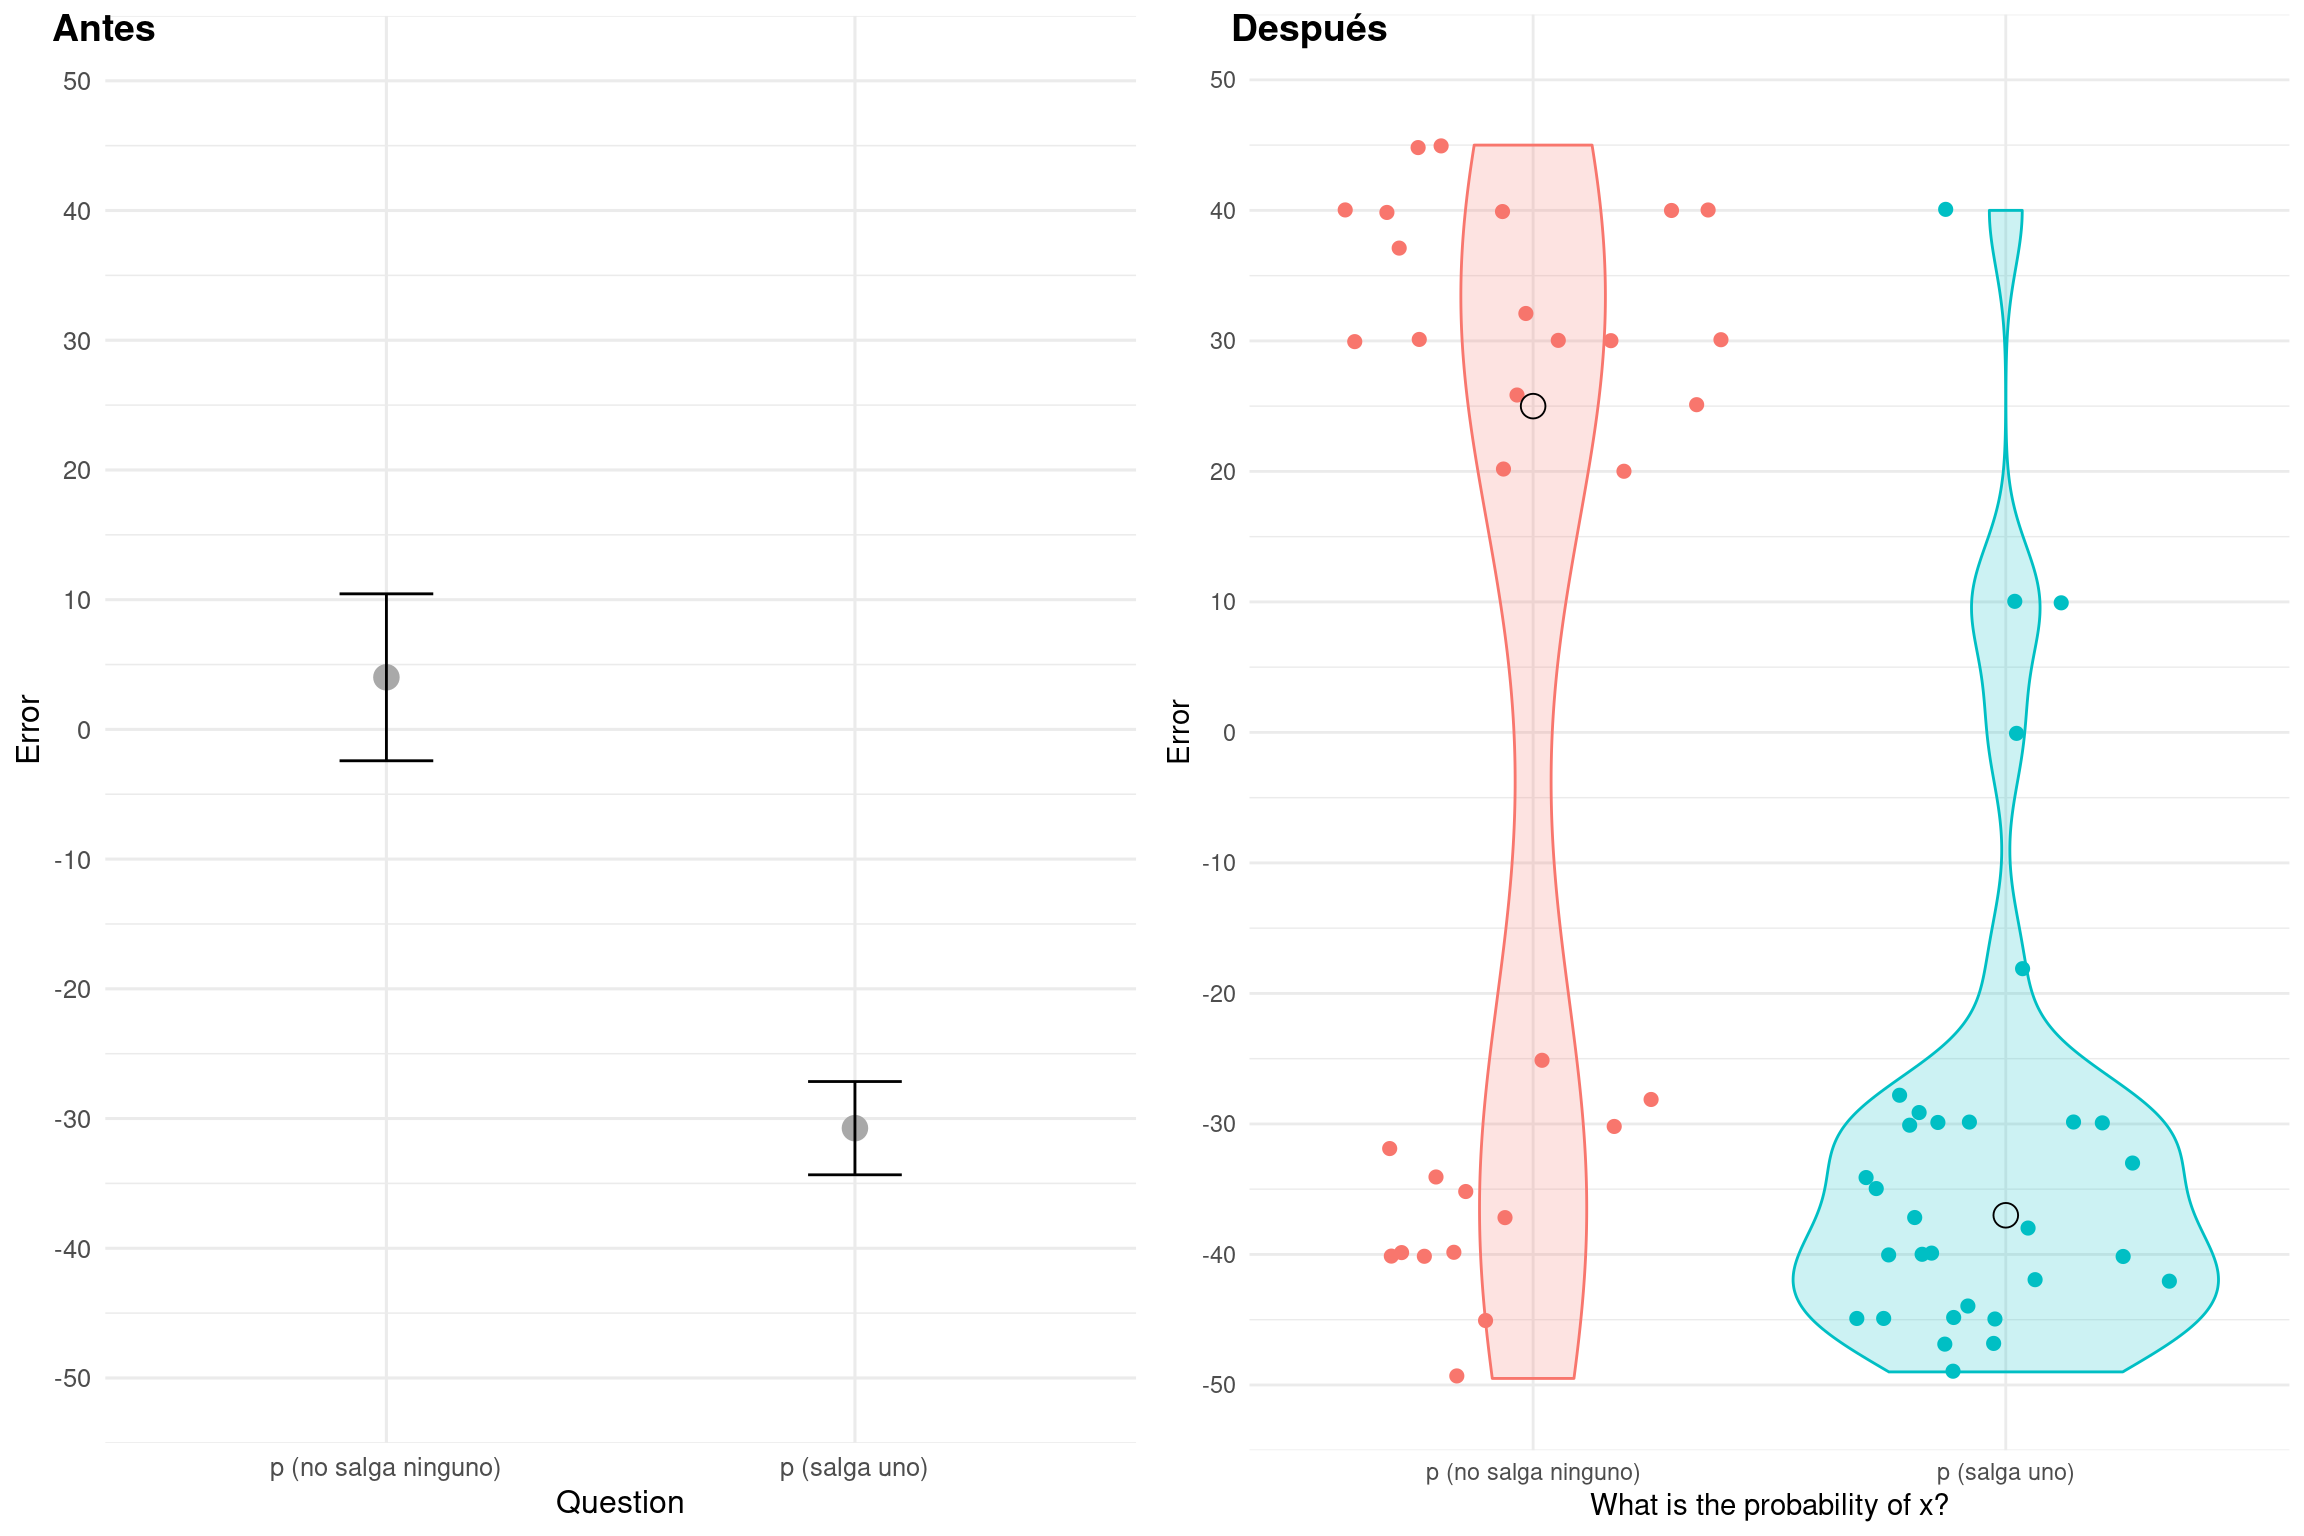 Antes
50
40
30
20
10
0
-10
-20
-30
-40
-50
Error
p (no salga ninguno)
p (salga uno)
Question
Después
50
40
30
20
10
0
-10
-20
-30
-40
-50
Error
p (no salga ninguno)
p (salga uno)
What is the probability of x?